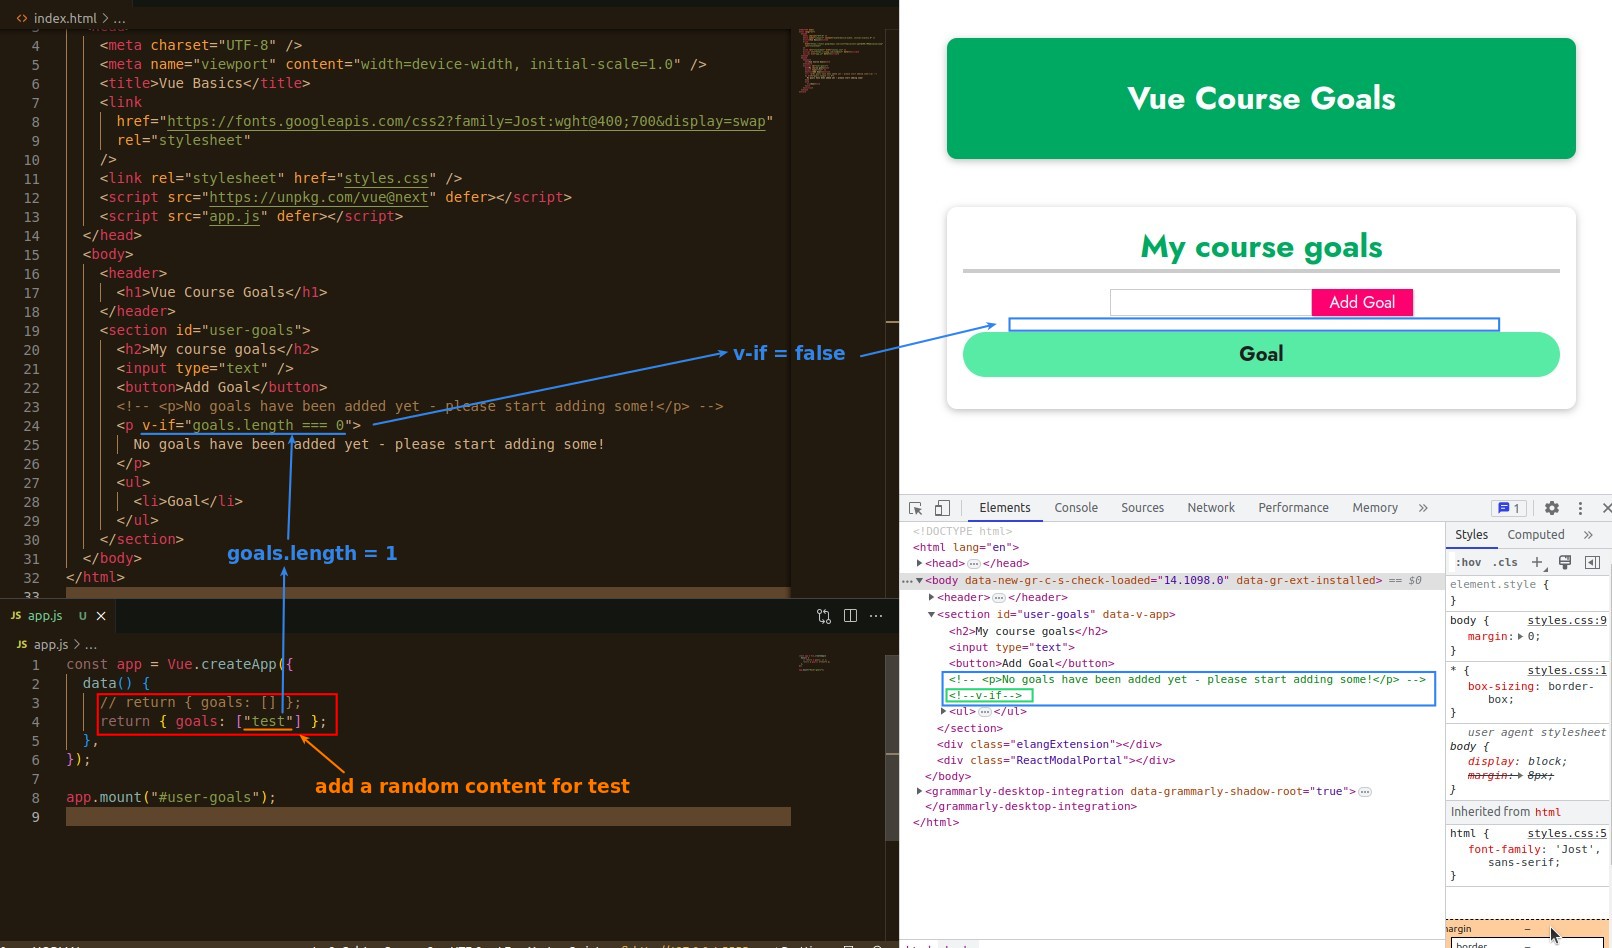 index.html > ...
4 <meta charset="UTF-8" />
5 <meta name="viewport" content="width=device-width, initial-scale=1.0" />
6 <title>Vue Basics</title>
7 <link
8 href="https://fonts.googleapis.com/css2?family=Jost:wght@400;700&display=swap"
9 rel="stylesheet"
10 />
11 <link rel="stylesheet" href="styles.css" />
12 <script src="https://unpkg.com/vue@next" defer></script>
13 <script src="app.js" defer></script>
14 </head>
15 <body>
16 <header>
17 <h1>Vue Course Goals</h1>
18 </header>
19 <section id="user-goals">
20 <h2>My course goals</h2>
21 <input type="text" />
22 <button>Add Goal</button>
23 <!-- <p>No goals have been added yet - please start adding some!</p> -->
24 <p v-if="goals.length === 0">
25 No goals have been added yet - please start adding some!
26 </p>
27 <ul>
28 <li>Goal</li>
29 </ul>
30 </section>
31 </body>
32 </html>
33
v-if = false
goals.length = 1
JS app.js U
JS app.js > ...
1 const app = Vue.createApp({
2 data() {
3 // return { goals: [] };
4 return { goals: ["test"] };
5 },
6 });
7
8 app.mount("#user-goals");
9
add a random content for test
Vue Course Goals
My course goals
Add Goal
Goal
Elements Console Sources Network Performance Memory » 1
<!DOCTYPE html>
<html lang="en">
<head>…</head>
<body data-new-gr-c-s-check-loaded="14.1098.0" data-gr-ext-installed> == $0
<header>…</header>
<section id="user-goals" data-v-app>
<h2>My course goals</h2>
<input type="text">
<button>Add Goal</button>
<!-- <p>No goals have been added yet - please start adding some!</p> -->
<!--v-if-->
<ul>…</ul>
</section>
<div class="elangExtension"></div>
<div class="ReactModalPortal"></div>
</body>
<grammarly-desktop-integration data-grammarly-shadow-root="true">…
</grammarly-desktop-integration>
</html>
Styles Computed »
:hov .cls +
element.style {
}
body { styles.css:9
margin: 0;
}
* { styles.css:1
box-sizing: border-
box;
}
user agent stylesheet
body {
display: block;
margin: 8px;
}
Inherited from html
html { styles.css:5
font-family: 'Jost',
sans-serif;
}
argin –
border –